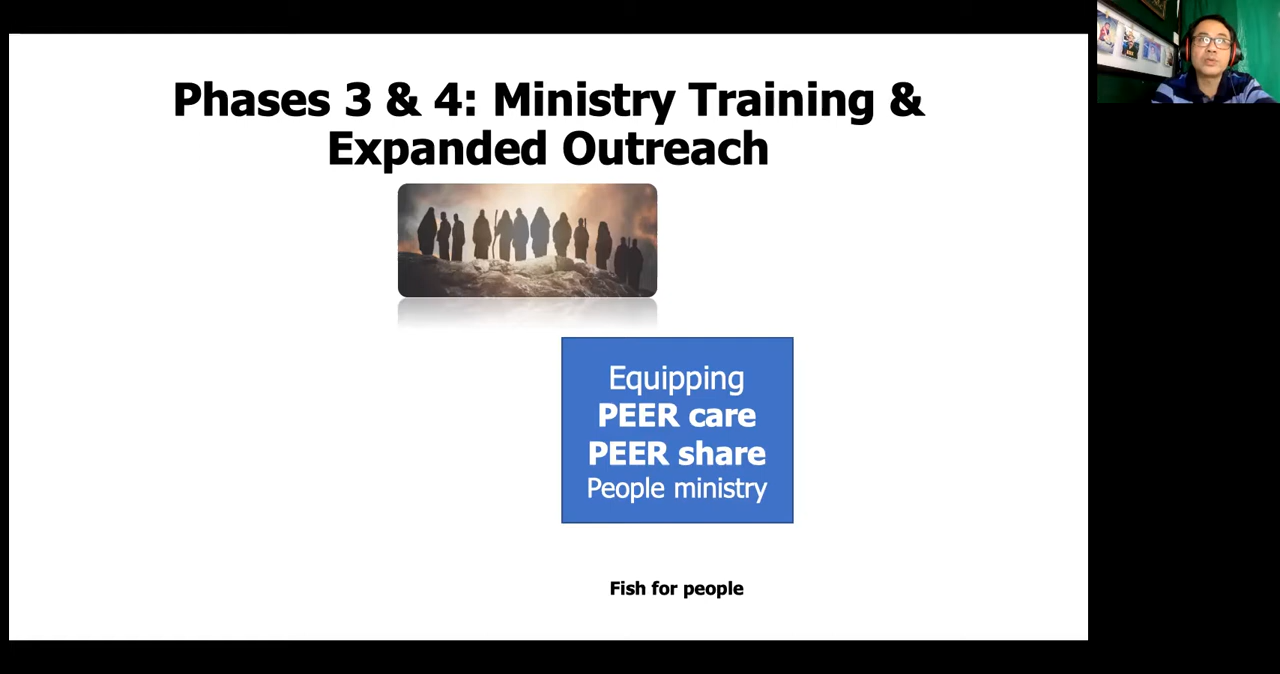 Phases 3 & 4: Ministry Training &
Expanded Outreach
Equipping
PEER care
PEER share
People ministry
Fish for people